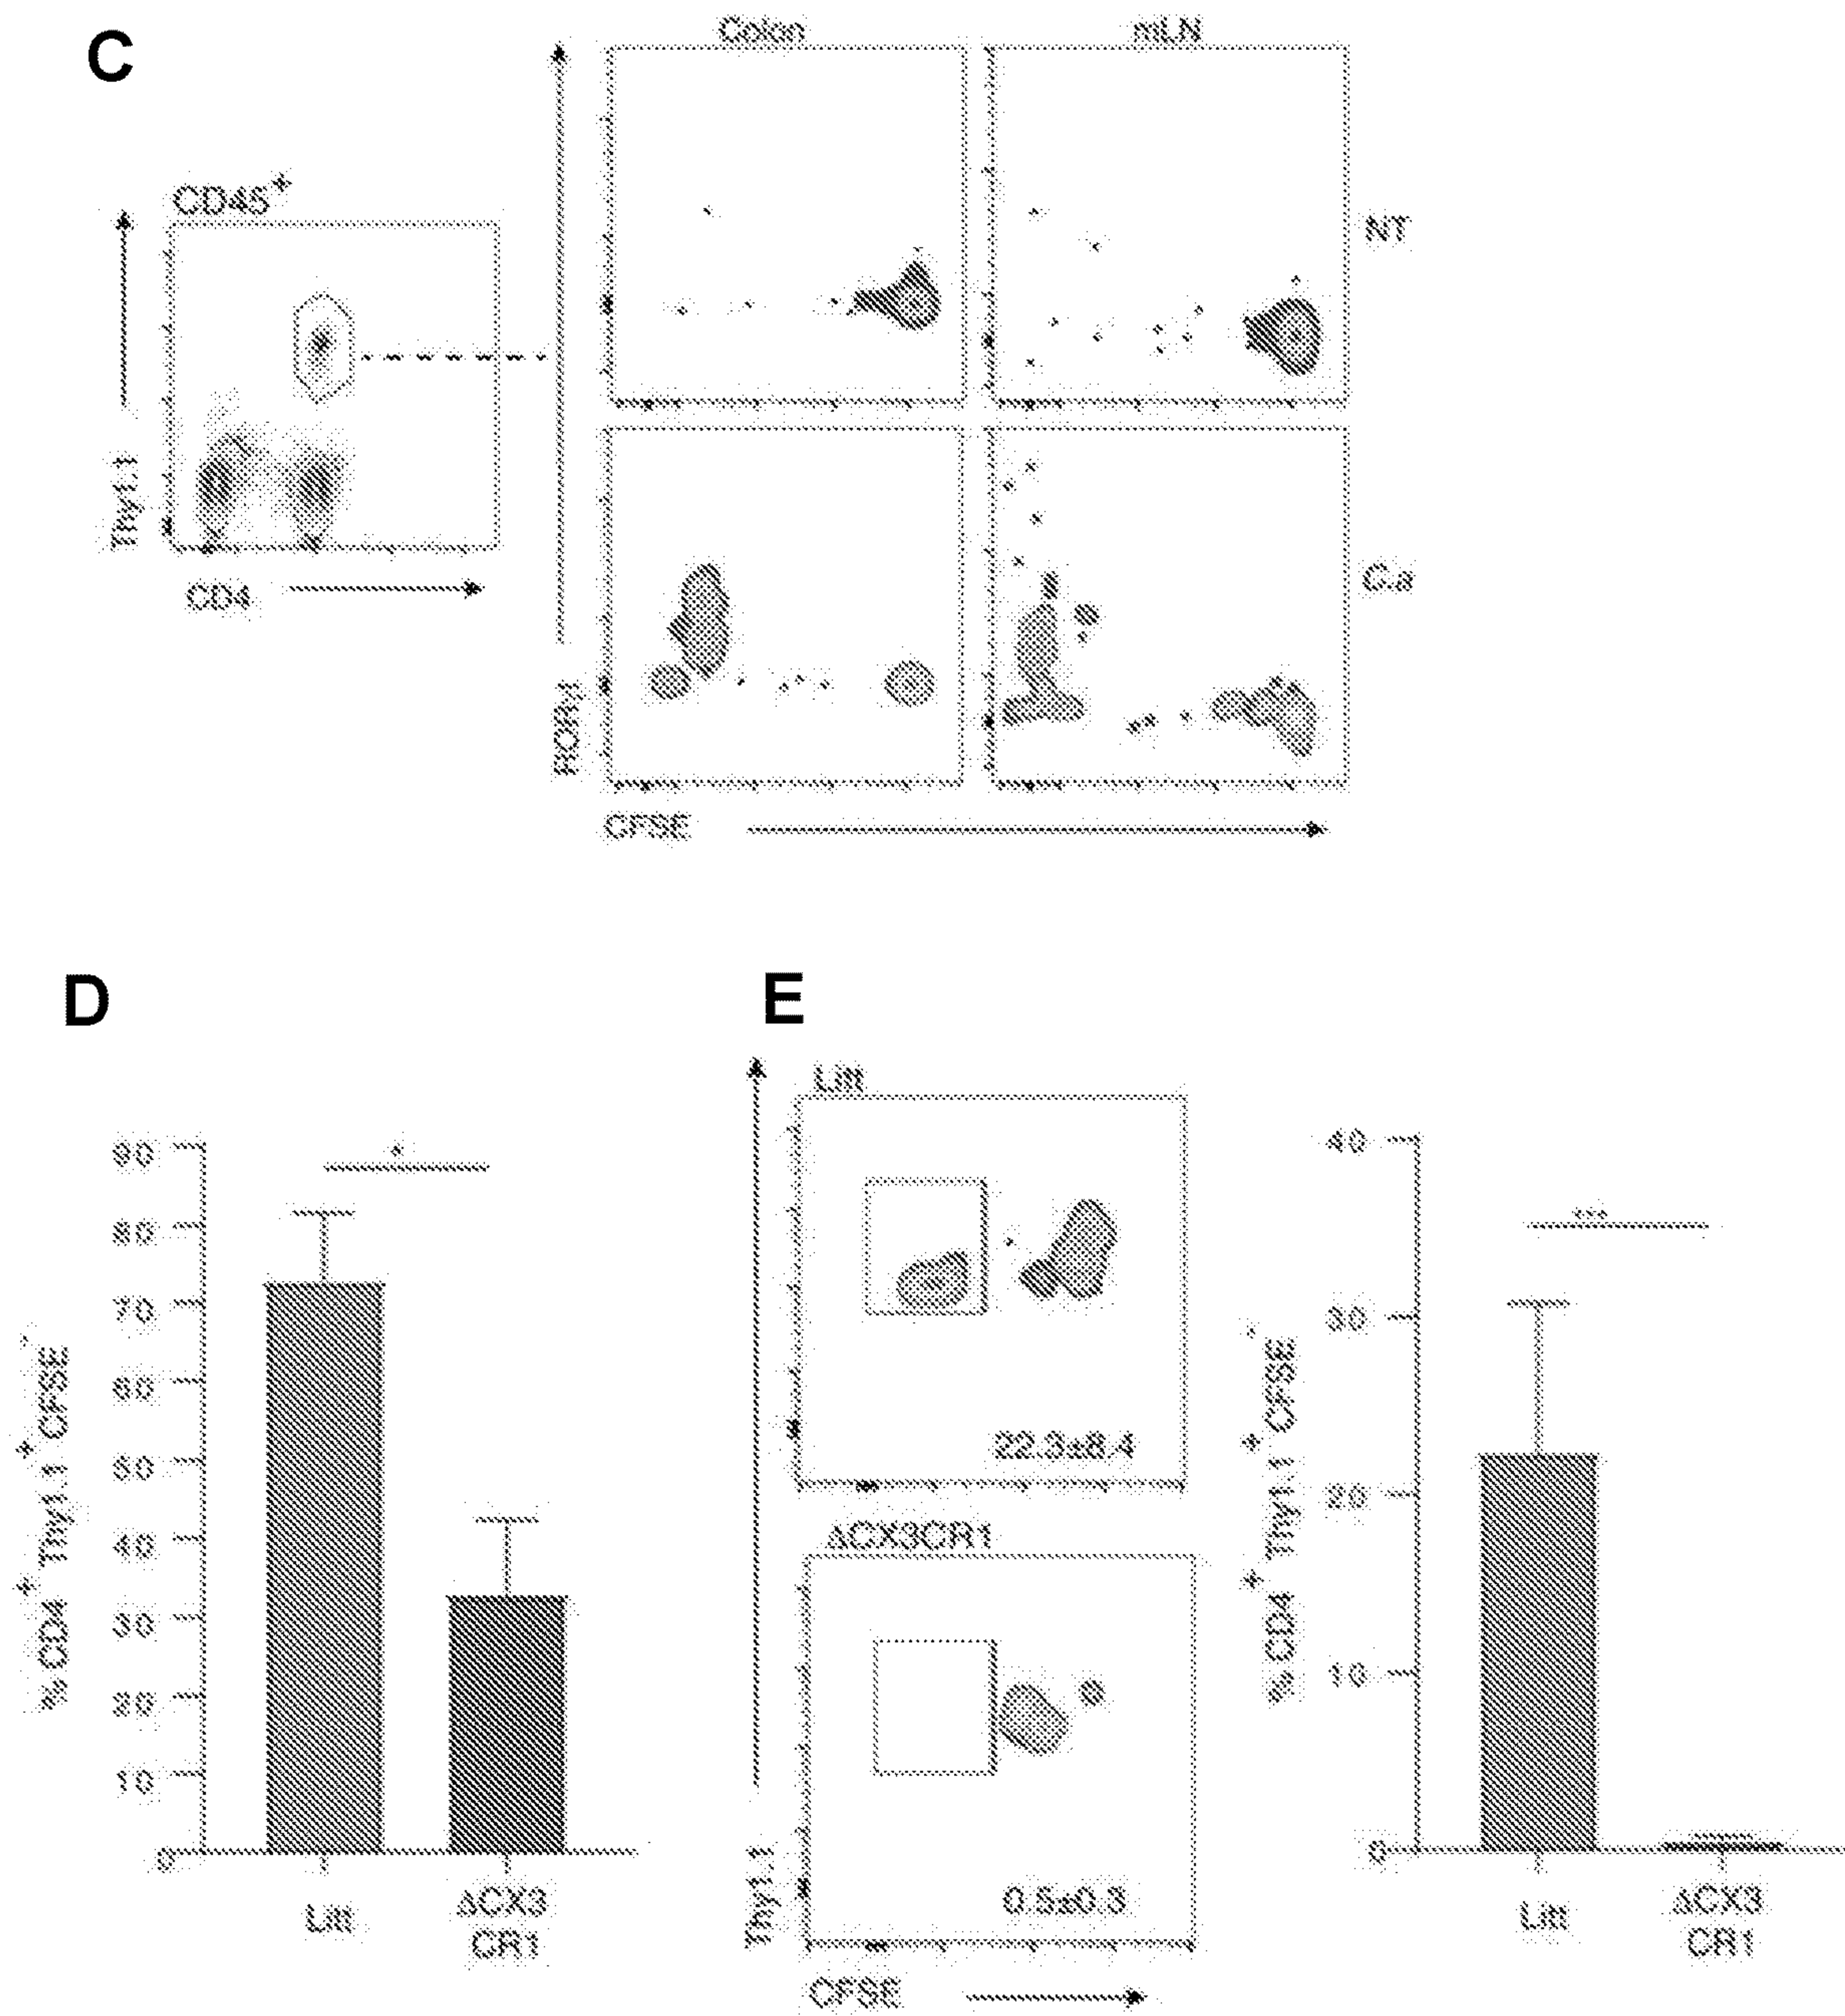 C
Colon
mLN
CD45+
NT
Thy1.1
CD4
C.a
RORγt
CFSE
D
E
90
80
70
60
50
40
30
20
10
0
% CD4+ Thy1.1+ CFSE-
*
Litt
ΔCX3
CR1
Litt
22.3±8.4
ΔCX3CR1
0.5±0.3
Thy1.1
CFSE
40
30
20
10
0
% CD4+ Thy1.1+ CFSE-
***
Litt
ΔCX3
CR1